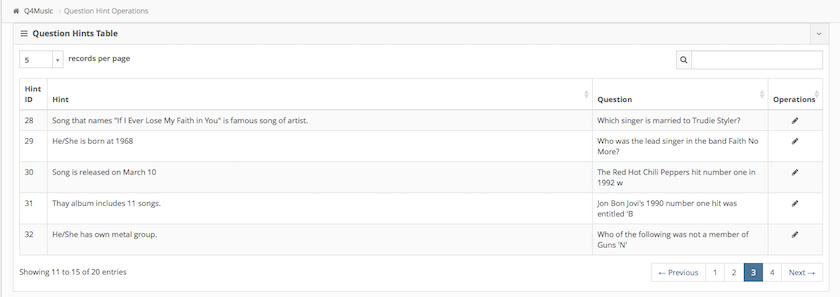 Q4Music > Question Hint Operations
Question Hints Table
5 records per page
Hint ID Hint Question Operations
28 Song that names "If I Ever Lose My Faith in You" is famous song of artist. Which singer is married to Trudie Styler?
29 He/She is born at 1968 Who was the lead singer in the band Faith No
More?
30 Song is released on March 10 The Red Hot Chili Peppers hit number one in
1992 w
31 Thay album includes 11 songs. Jon Bon Jovi's 1990 number one hit was
entitled 'B
32 He/She has own metal group. Who of the following was not a member of
Guns 'N'
Showing 11 to 15 of 20 entries
← Previous 1 2 3 4 Next →